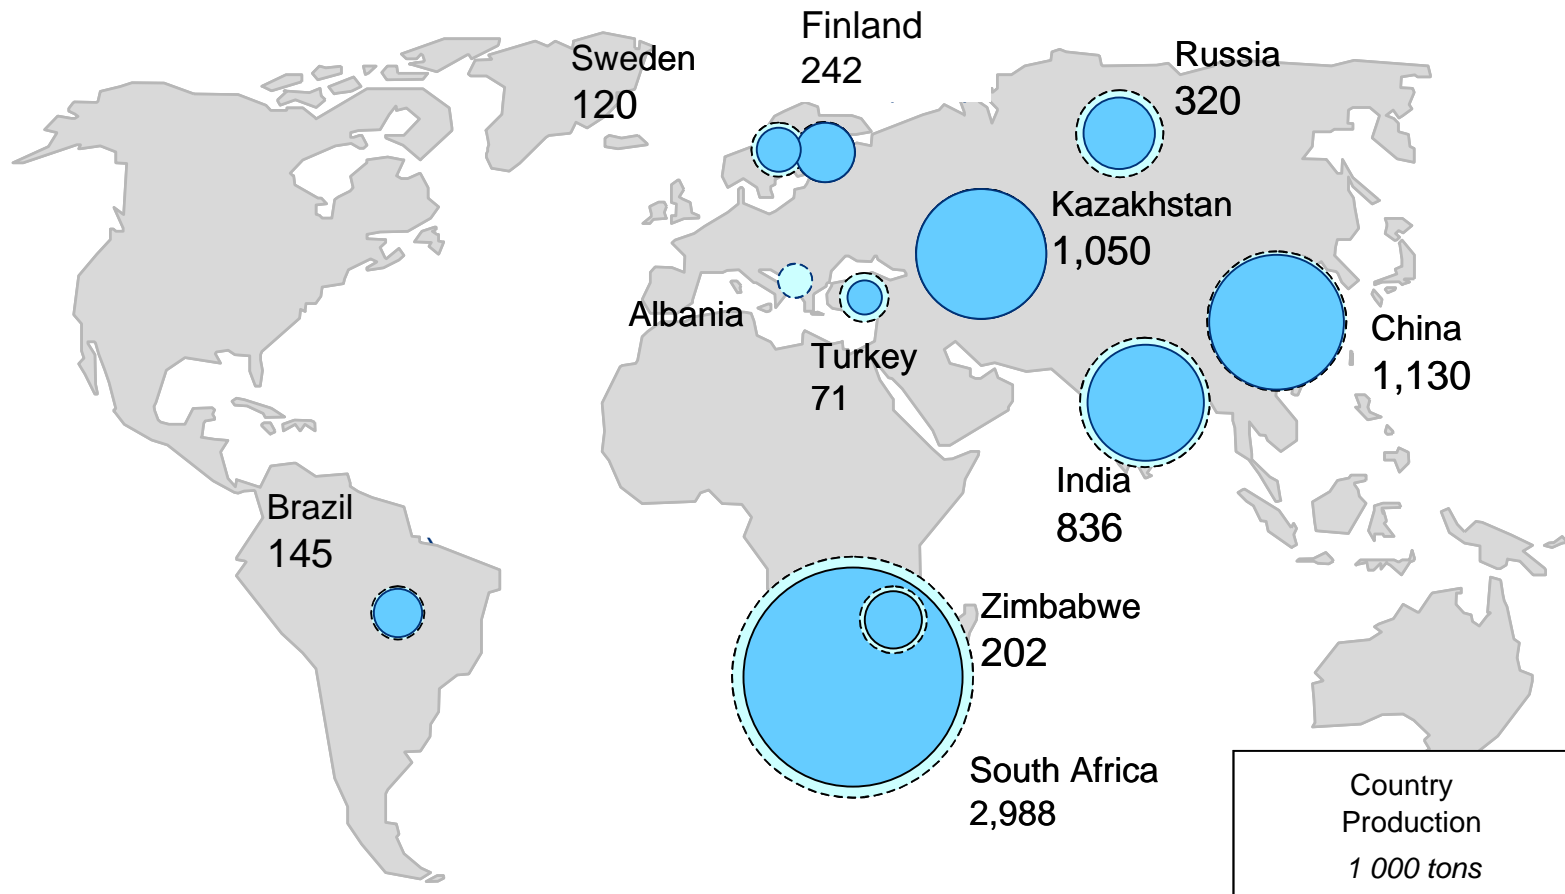 Finland
242
Sweden
120
Russia
320
Kazakhstan
1,050
Albania
Turkey
71
China
1,130
India
836
Brazil
145
Zimbabwe
202
South Africa
2,988
Country
Production
1 000 tons